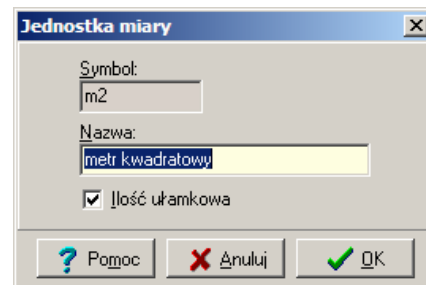 Jednostka miary
Symbol:
m2
Nazwa:
metr kwadratowy
Ilość ułamkowa
Pomoc Anuluj OK